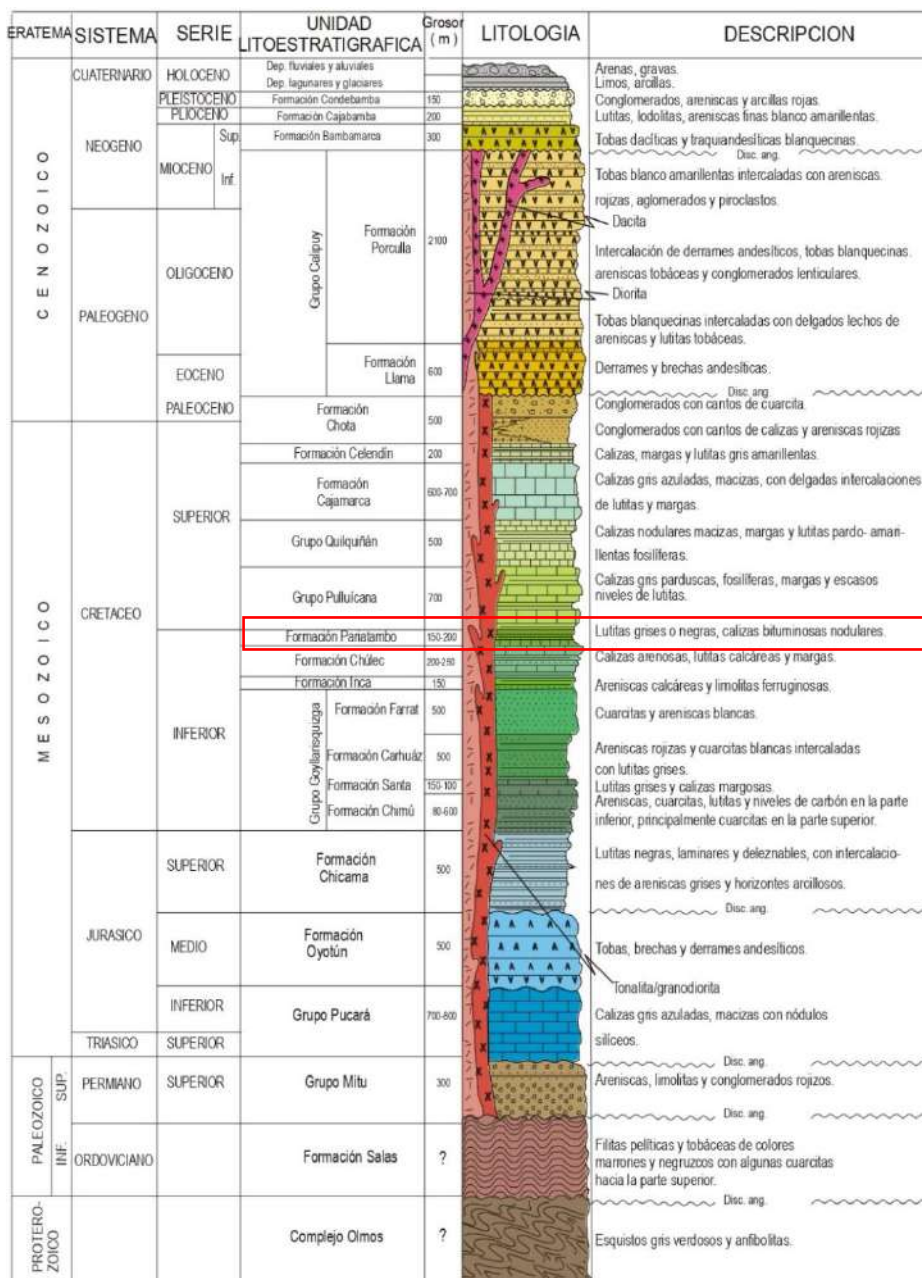 ERATEMA SISTEMA SERIE UNIDAD LITOESTRATIGRAFICA Grosor (m) LITOLOGIA DESCRIPCION
CENOZOICO
CUATERNARIO HOLOCENO Dep. fluviales y aluviales Arenas, gravas.
Dep. lagunares y glaciares Limos, arcillas.
PLEISTOCENO Formación Condebamba 150 Conglomerados, areniscas y arcillas rojas.
NEOGENO
PLIOCENO Formación Cajabamba 200 Lutitas, lodolitas, areniscas finas blanco amarillentas.
MIOCENO Sup. Formación Bambamarca 300 Tobas dacíticas y traquiandesíticas blanquecinas.
Disc. ang.
Inf. Tobas blanco amarillentas intercaladas con areniscas.
rojizas, aglomerados y piroclastos.
Dacita
Grupo Calipuy
Formación Porculla 2100
PALEOGENO
OLIGOCENO
Intercalación de derrames andesíticos, tobas blanquecinas.
areniscas tobáceas y conglomerados lenticulares.
Diorita
Tobas blanquecinas intercaladas con delgados lechos de
areniscas y lutitas tobáceas.
EOCENO Formación Llama 600 Derrames y brechas andesíticas.
Disc. ang.
PALEOCENO Conglomerados con cantos de cuarcita.
MESOZOICO
CRETACEO
SUPERIOR
Formación Chota 500 Conglomerados con cantos de calizas y areniscas rojizas
Formación Celendín 200 Calizas, margas y lutitas gris amarillentas.
Formación Cajamarca 600-700 Calizas gris azuladas, macizas, con delgadas intercalaciones
de lutitas y margas.
Grupo Quilquiñán 500 Calizas nodulares macizas, margas y lutitas pardo- amari-
llentas fosilíferas.
Grupo Pulluícana 700 Calizas gris parduscas, fosilíferas, margas y escasos
niveles de lutitas.
INFERIOR
Formación Pariatambo 150-200 Lutitas grises o negras, calizas bituminosas nodulares.
Formación Chúlec 200-250 Calizas arenosas, lutitas calcáreas y margas.
Formación Inca 150 Areniscas calcáreas y limolitas ferruginosas.
Grupo Goyllarisquizga
Formación Farrat 500 Cuarcitas y areniscas blancas.
Formación Carhuáz 500 Areniscas rojizas y cuarcitas blancas intercaladas
con lutitas grises.
Formación Santa 150-100 Lutitas grises y calizas margosas.
Formación Chimú 80-600 Areniscas, cuarcitas, lutitas y niveles de carbón en la parte
inferior, principalmente cuarcitas en la parte superior.
JURASICO
SUPERIOR Formación Chicama 500 Lutitas negras, laminares y deleznables, con intercalacio-
nes de areniscas grises y horizontes arcillosos.
Disc. ang.
MEDIO Formación Oyotún 500 Tobas, brechas y derrames andesíticos.
Tonalita/granodiorita
INFERIOR Grupo Pucará 700-800 Calizas gris azuladas, macizas con nódulos
silíceos.
TRIASICO SUPERIOR
Disc. ang.
PALEOZOICO
SUP. PERMIANO SUPERIOR Grupo Mitu 300 Areniscas, limolitas y conglomerados rojizos.
Disc. ang.
INF. ORDOVICIANO Formación Salas ? Filitas pelíticas y tobáceas de colores
marrones y negruzcos con algunas cuarcitas
hacia la parte superior.
Disc. ang.
PROTERO-
ZOICO
Complejo Olmos ? Esquistos gris verdosos y anfibolitas.